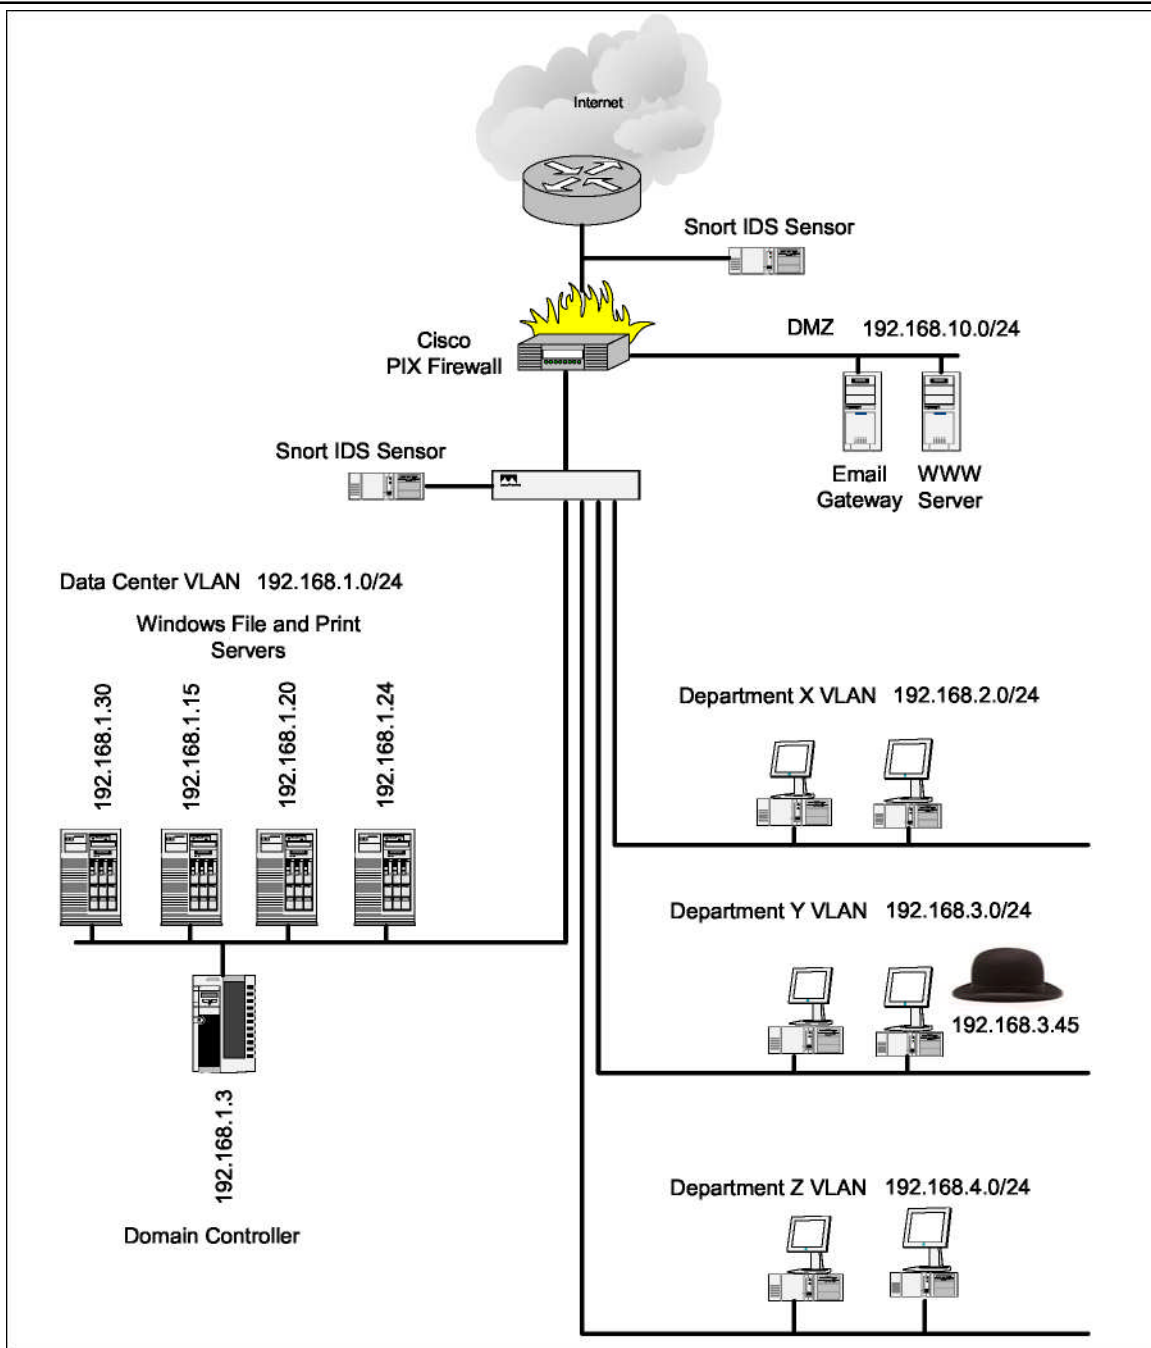 Internet
Snort IDS Sensor
DMZ 192.168.10.0/24
Cisco
PIX Firewall
Email
Gateway
WWW
Server
Snort IDS Sensor
Data Center VLAN 192.168.1.0/24
Windows File and Print
Servers
192.168.1.30
192.168.1.15
192.168.1.20
192.168.1.24
Department X VLAN 192.168.2.0/24
Department Y VLAN 192.168.3.0/24
192.168.3.45
192.168.1.3
Domain Controller
Department Z VLAN 192.168.4.0/24